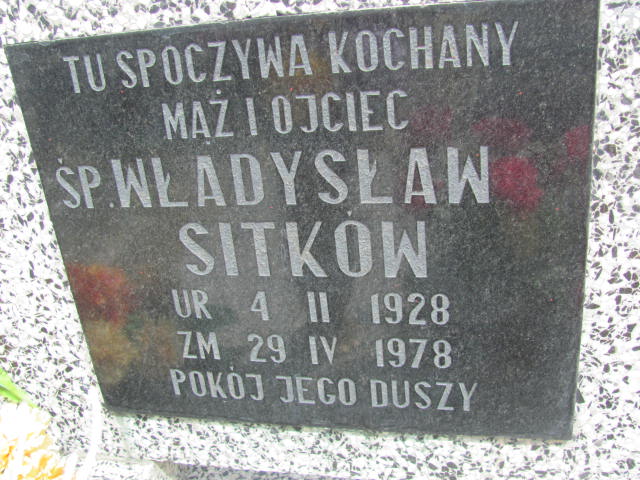 TU SPOCZYWA KOCHANY
MĄŻ I OJCIEC
ŚP. WŁADYSŁAW
SITKÓW
UR 4 II 1928
ZM 29 IV 1978
POKÓJ JEGO DUSZY